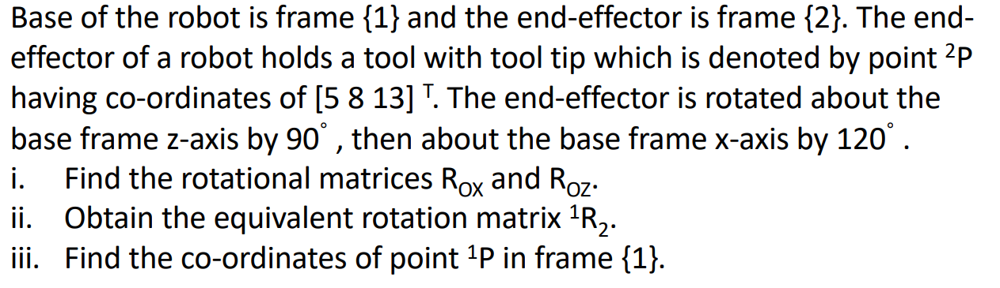 Base of the robot is frame {1} and the end-
effector is frame {2}. The end-
effector of a robot holds a tool with tool tip which is denoted by point ²P
having co-ordinates of [5 8 13] ᵀ. The end-effector is rotated about the
base frame z-axis by 90° , then about the base frame x-axis by 120° .
i. Find the rotational matrices R_OX and R_OZ.
ii. Obtain the equivalent rotation matrix ¹R₂.
iii. Find the co-ordinates of point ¹P in frame {1}.